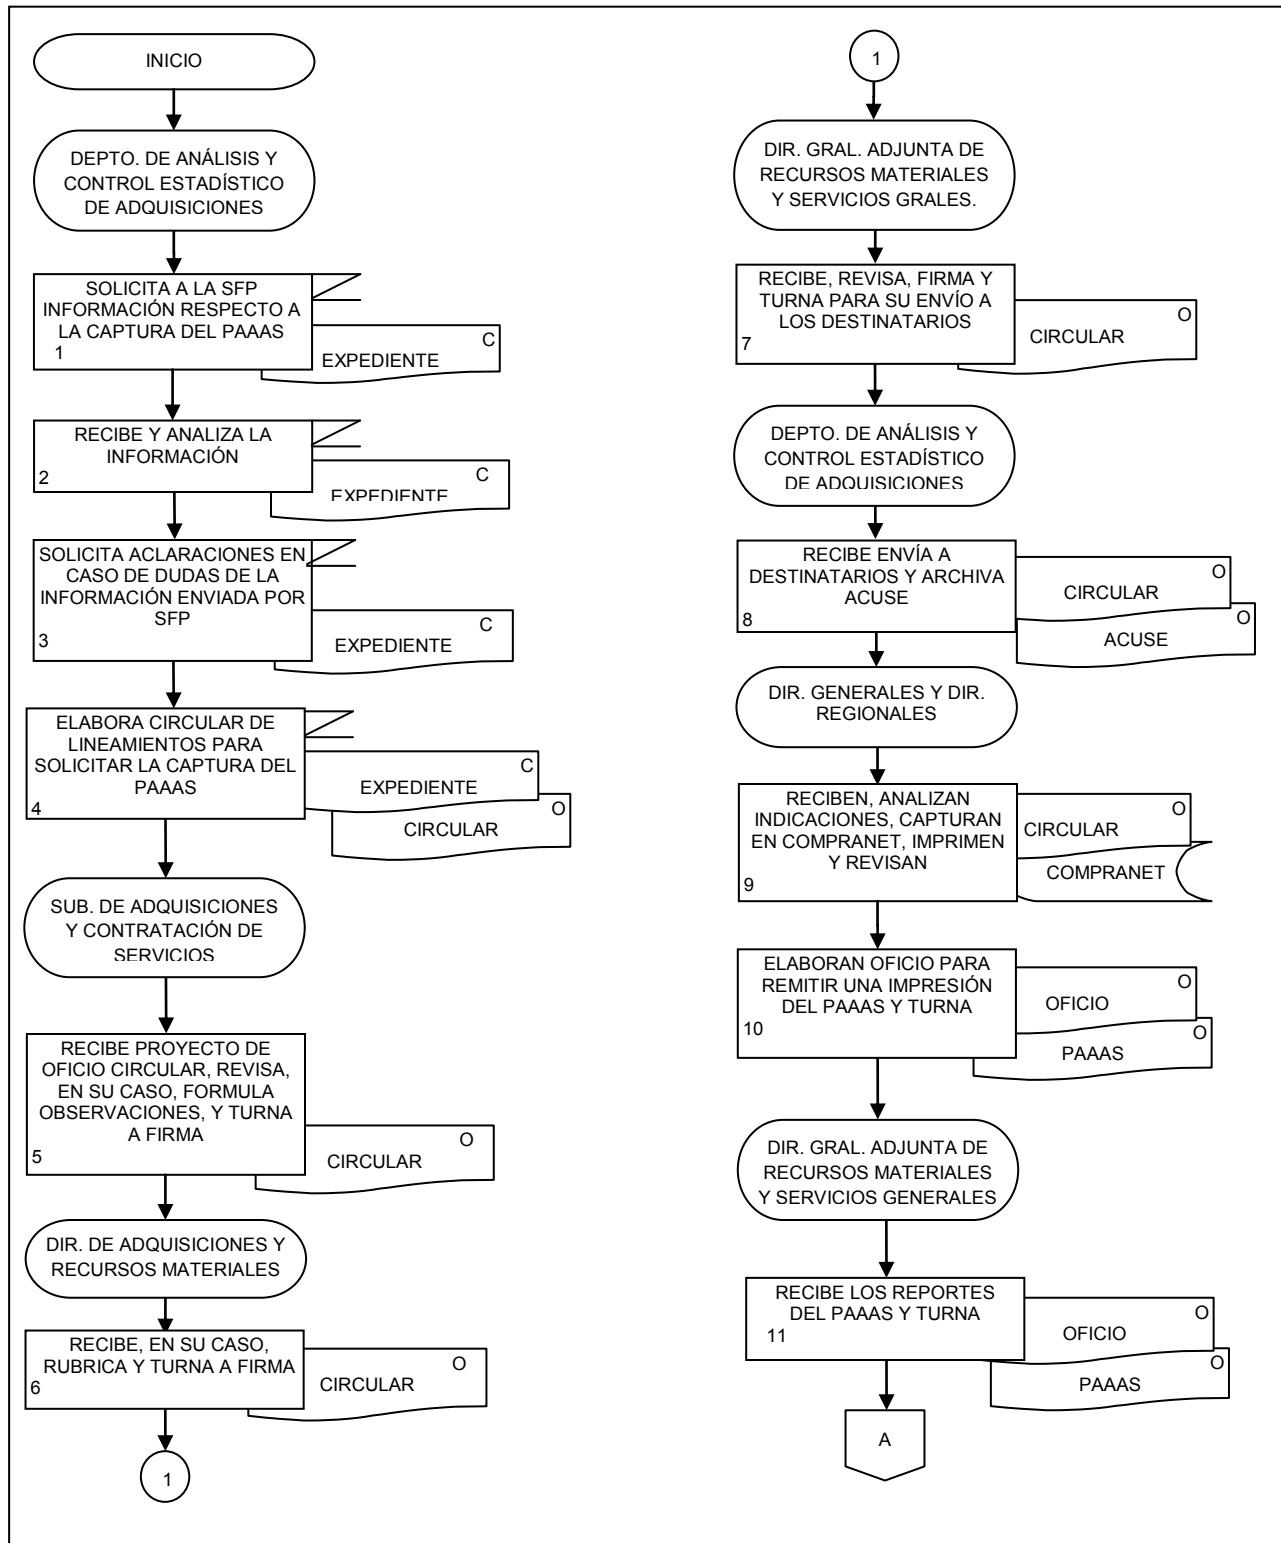 INICIO
DEPTO. DE ANÁLISIS Y
CONTROL ESTADÍSTICO
DE ADQUISICIONES
SOLICITA A LA SFP
INFORMACIÓN RESPECTO A
LA CAPTURA DEL PAAAS
1
C
EXPEDIENTE
RECIBE Y ANALIZA LA
INFORMACIÓN
2
C
EXPEDIENTE
SOLICITA ACLARACIONES EN
CASO DE DUDAS DE LA
INFORMACIÓN ENVIADA POR
SFP
3
C
EXPEDIENTE
ELABORA CIRCULAR DE
LINEAMIENTOS PARA
SOLICITAR LA CAPTURA DEL
PAAAS
4
C
EXPEDIENTE
O
CIRCULAR
SUB. DE ADQUISICIONES
Y CONTRATACIÓN DE
SERVICIOS
RECIBE PROYECTO DE
OFICIO CIRCULAR, REVISA,
EN SU CASO, FORMULA
OBSERVACIONES, Y TURNA
A FIRMA
5
O
CIRCULAR
DIR. DE ADQUISICIONES Y
RECURSOS MATERIALES
RECIBE, EN SU CASO,
RUBRICA Y TURNA A FIRMA
6
O
CIRCULAR
1
1
DIR. GRAL. ADJUNTA DE
RECURSOS MATERIALES
Y SERVICIOS GRALES.
RECIBE, REVISA, FIRMA Y
TURNA PARA SU ENVÍO A
LOS DESTINATARIOS
7
O
CIRCULAR
DEPTO. DE ANÁLISIS Y
CONTROL ESTADÍSTICO
DE ADQUISICIONES
RECIBE ENVÍA A
DESTINATARIOS Y ARCHIVA
ACUSE
8
O
CIRCULAR
O
ACUSE
DIR. GENERALES Y DIR.
REGIONALES
RECIBEN, ANALIZAN
INDICACIONES, CAPTURAN
EN COMPRANET, IMPRIMEN
Y REVISAN
9
O
CIRCULAR
COMPRANET
ELABORAN OFICIO PARA
REMITIR UNA IMPRESIÓN
DEL PAAAS Y TURNA
10
O
OFICIO
O
PAAAS
DIR. GRAL. ADJUNTA DE
RECURSOS MATERIALES
Y SERVICIOS GENERALES
RECIBE LOS REPORTES
DEL PAAAS Y TURNA
11
O
OFICIO
O
PAAAS
A